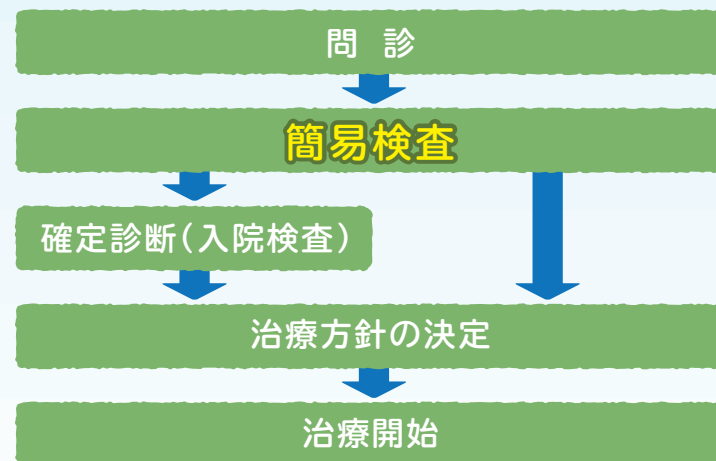 問 診
簡易検査
確定診断(入院検査)
治療方針の決定
治療開始